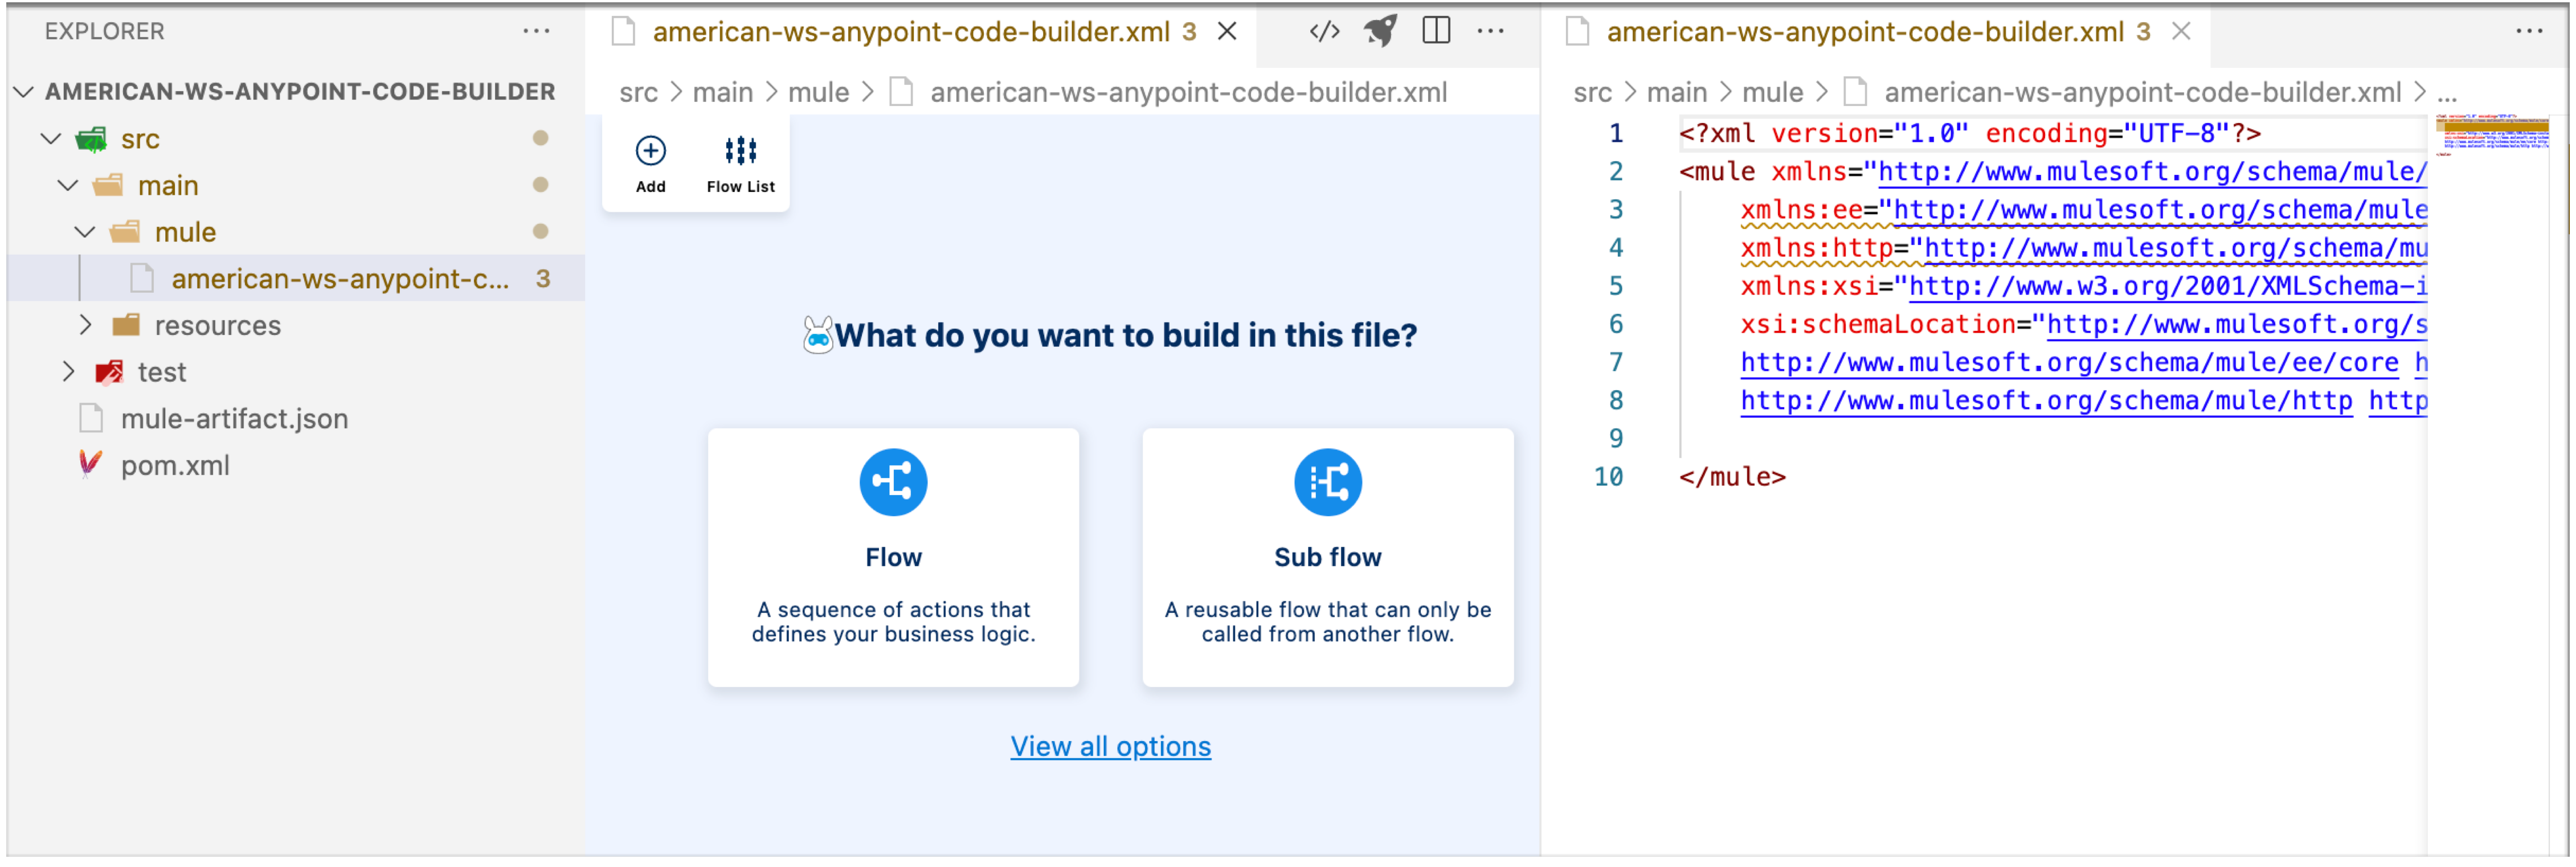 EXPLORER ...
AMERICAN-WS-ANYPOINT-CODE-BUILDER
src
main
mule
american-ws-anypoint-c... 3
resources
test
mule-artifact.json
pom.xml
american-ws-anypoint-code-builder.xml 3
src > main > mule > american-ws-anypoint-code-builder.xml
Add Flow List
What do you want to build in this file?
Flow
A sequence of actions that
defines your business logic.
Sub flow
A reusable flow that can only be
called from another flow.
View all options
american-ws-anypoint-code-builder.xml 3
src > main > mule > american-ws-anypoint-code-builder.xml > ...
1 <?xml version="1.0" encoding="UTF-8"?>
2 <mule xmlns="http://www.mulesoft.org/schema/mule/
3 xmlns:ee="http://www.mulesoft.org/schema/mule
4 xmlns:http="http://www.mulesoft.org/schema/mu
5 xmlns:xsi="http://www.w3.org/2001/XMLSchema-i
6 xsi:schemaLocation="http://www.mulesoft.org/s
7 http://www.mulesoft.org/schema/mule/ee/core h
8 http://www.mulesoft.org/schema/mule/http http
9
10 </mule>